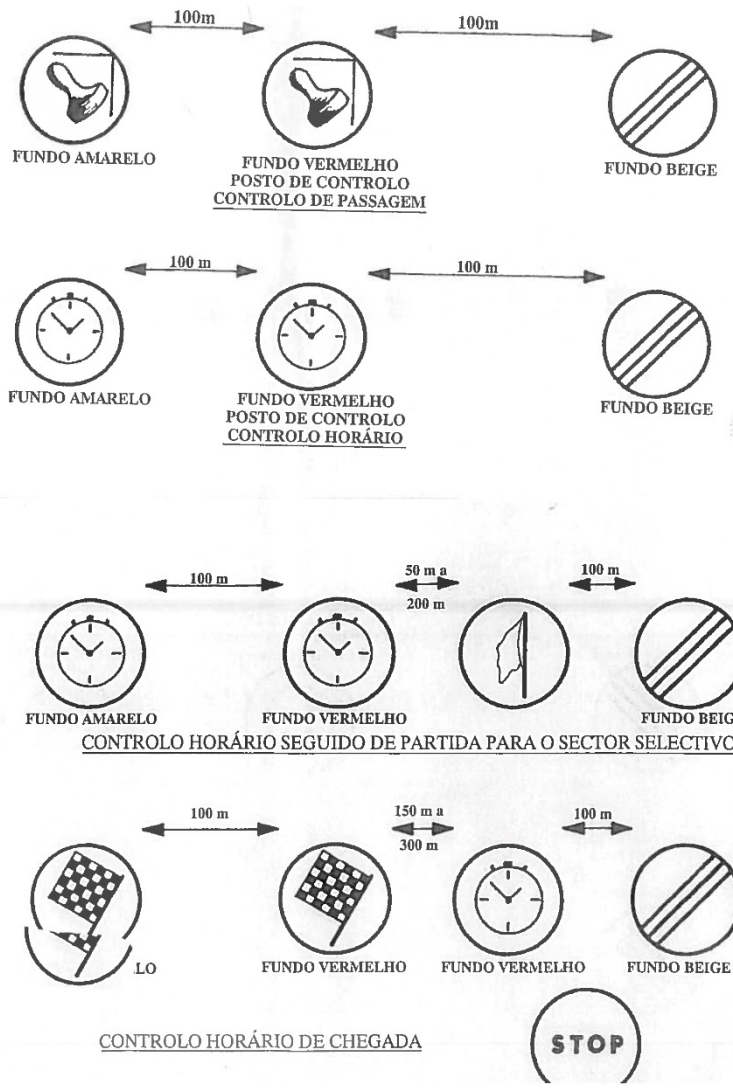 100m 100m
FUNDO AMARELO
FUNDO VERMELHO
POSTO DE CONTROLO
CONTROLO DE PASSAGEM
FUNDO BEIGE
100 m 100 m
FUNDO AMARELO
FUNDO VERMELHO
POSTO DE CONTROLO
CONTROLO HORÁRIO
FUNDO BEIGE
100 m 50 m a 100 m
200 m
FUNDO AMARELO FUNDO VERMELHO FUNDO BEIG
CONTROLO HORÁRIO SEGUIDO DE PARTIDA PARA O SECTOR SELECTIVO
100 m 150 m a 100 m
300 m
LO FUNDO VERMELHO FUNDO VERMELHO FUNDO BEIGE
CONTROLO HORÁRIO DE CHEGADA
STOP